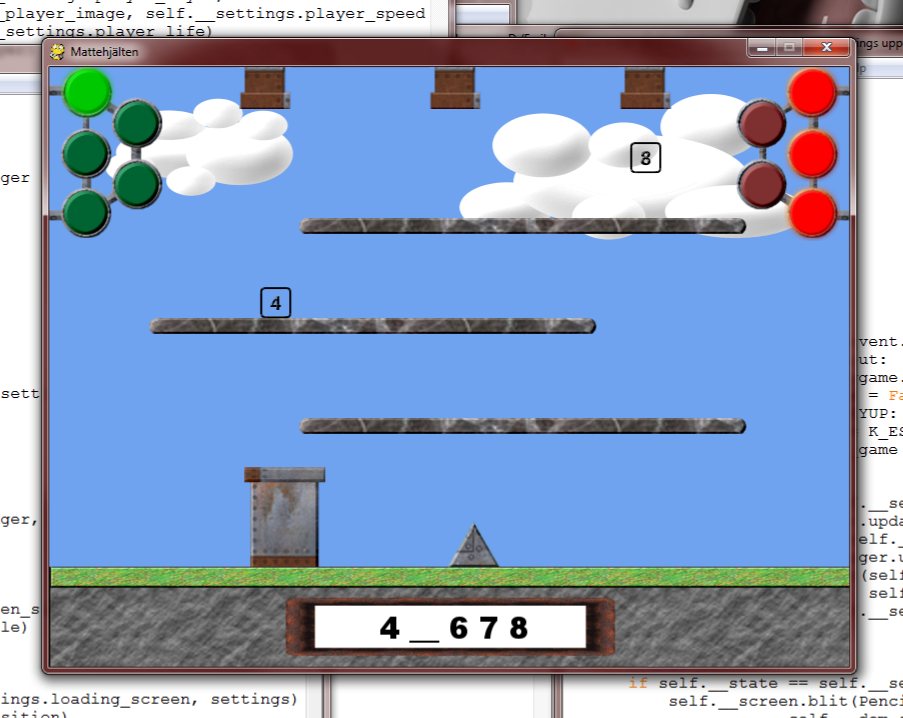 _player_image, self.__settings.player_speed
_settings.player_life)
Mattehjälten
ger
8
4
vent.
ut:
sett
game.
= Fa
YUP:
K_ES
game
ger,
.__se
.upda
elf._
ger.u
(self
self
en_s
le)
4 __ 6 7 8
ings.loading_screen, settings)
if self.__state == self.__se
self.__screen.blit(Penci